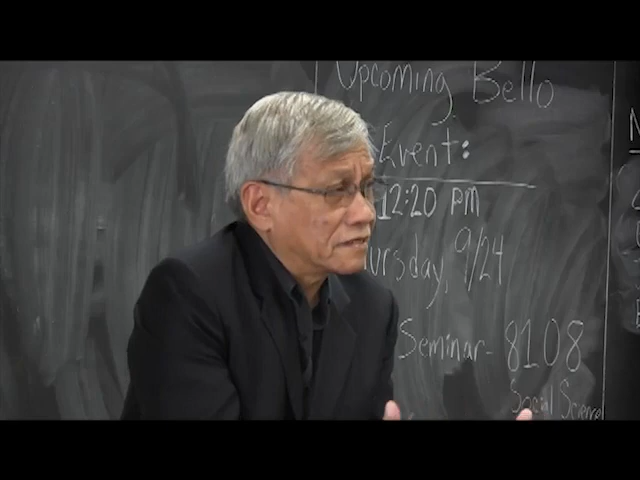 Upcoming Bello
Event:
12:20 pm
ursday, 9/24
Seminar - 8108
Social Science
N